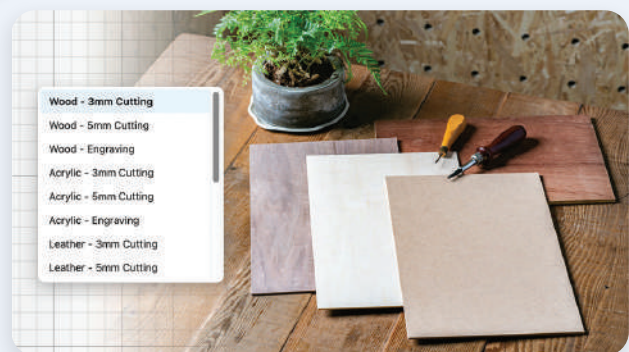 Wood - 3mm Cutting
Wood - 5mm Cutting
Wood - Engraving
Acrylic - 3mm Cutting
Acrylic - 5mm Cutting
Acrylic - Engraving
Leather - 3mm Cutting
Leather - 5mm Cutting